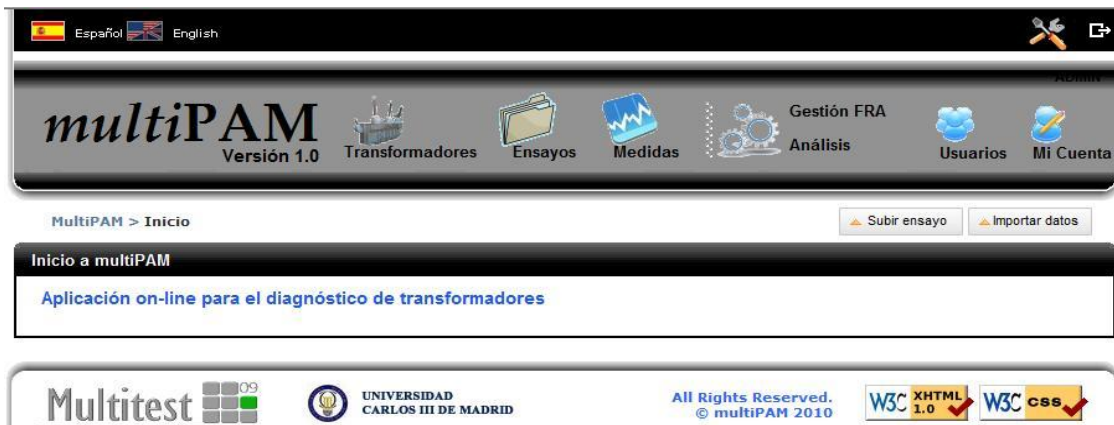 Español English
ADMIN
multiPAM
Versión 1.0
Transformadores
Ensayos
Medidas
Gestión FRA
Análisis
Usuarios
Mi Cuenta
MultiPAM > Inicio
Subir ensayo
Importar datos
Inicio a multiPAM
Aplicación on-line para el diagnóstico de transformadores
Multitest 09
UNIVERSIDAD
CARLOS III DE MADRID
All Rights Reserved.
© multiPAM 2010
W3C XHTML 1.0
W3C css